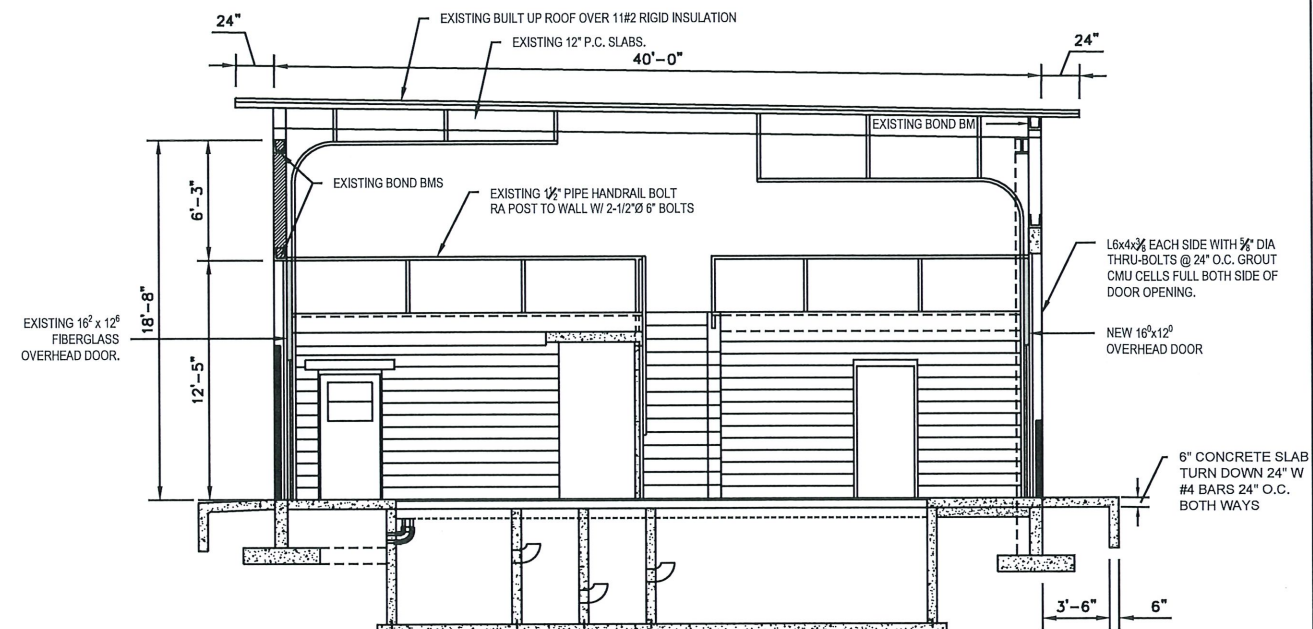 24"
EXISTING BUILT UP ROOF OVER 11#2 RIGID INSULATION
EXISTING 12" P.C. SLABS.
40'-0"
24"
EXISTING BOND BM
EXISTING BOND BMS
6'-3"
EXISTING 1½" PIPE HANDRAIL BOLT
RA POST TO WALL W/ 2-1/2"Ø 6" BOLTS
L6x4x⅜ EACH SIDE WITH ⅝" DIA
THRU-BOLTS @ 24" O.C. GROUT
CMU CELLS FULL BOTH SIDE OF
DOOR OPENING.
18'-8"
EXISTING 16² x 12⁶
FIBERGLASS
OVERHEAD DOOR.
NEW 16⁰x12⁰
OVERHEAD DOOR
12'-5"
6" CONCRETE SLAB
TURN DOWN 24" W
#4 BARS 24" O.C.
BOTH WAYS
3'-6"
6"